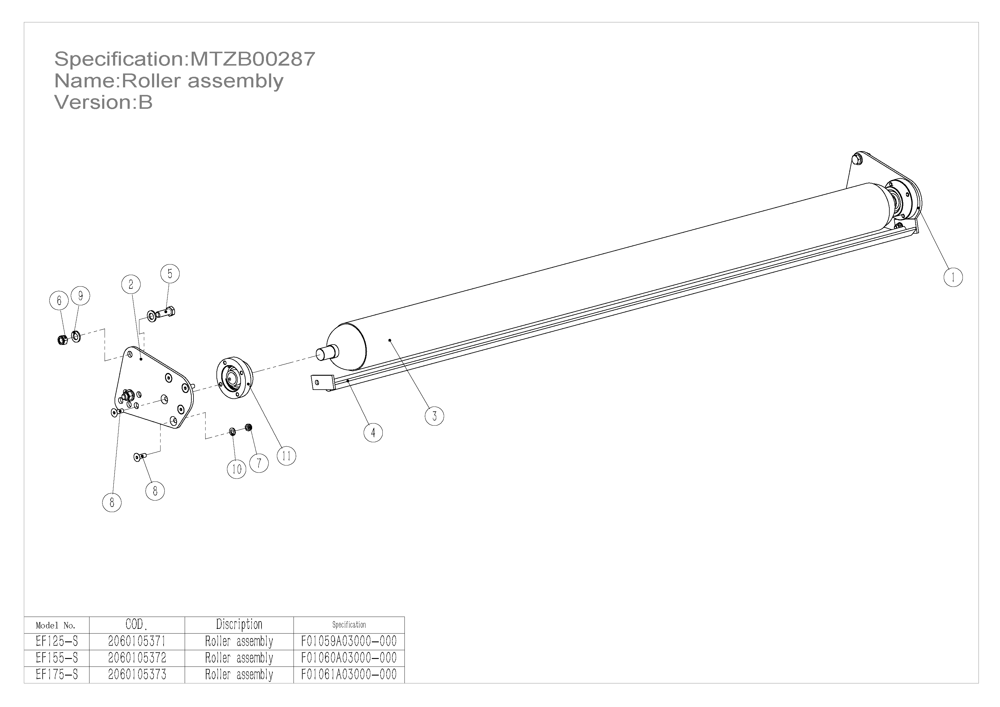 Specification:MTZB00287
Name:Roller assembly
Version:B
1
5
2
9
6
3
4
11
7
10
8
8
Model No. COD. Discription Specification
EF125-S 2060105371 Roller assembly F01059A03000-000
EF155-S 2060105372 Roller assembly F01060A03000-000
EF175-S 2060105373 Roller assembly F01061A03000-000